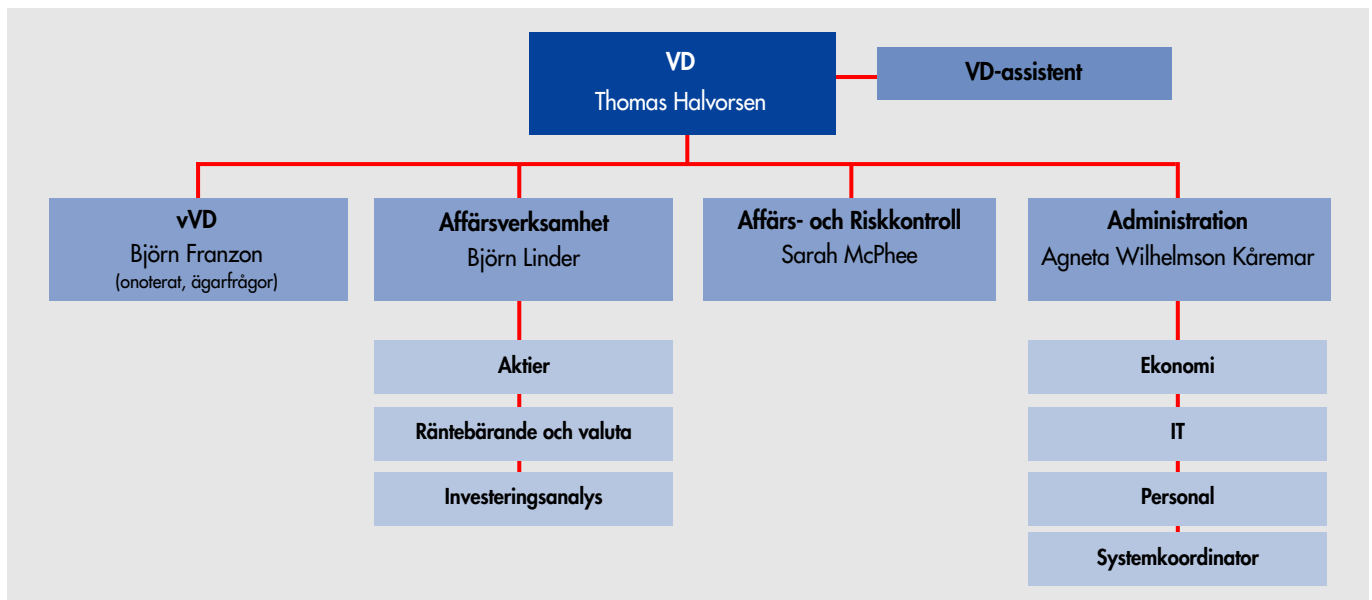 VD
Thomas Halvorsen
VD-assistent
vVD
Björn Franzon
(onoterat, ägarfrågor)
Affärsverksamhet
Björn Linder
Affärs- och Riskkontroll
Sarah McPhee
Administration
Agneta Wilhelmson Kåremar
Aktier
Räntebärande och valuta
Investeringsanalys
Ekonomi
IT
Personal
Systemkoordinator